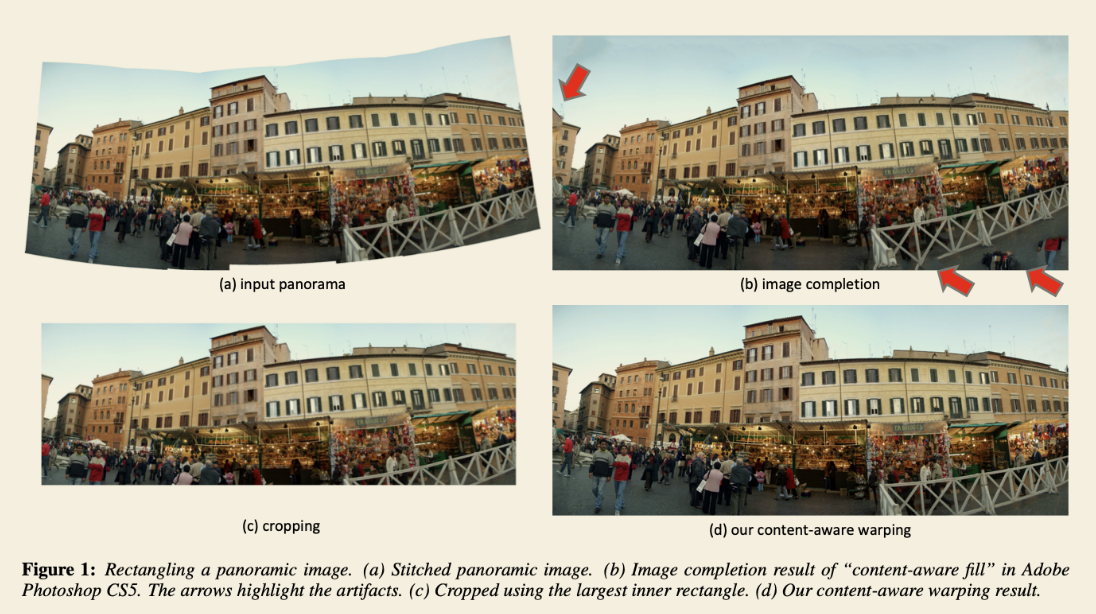 (a) input panorama
(b) image completion
(c) cropping
(d) our content-aware warping
Figure 1: Rectangling a panoramic image. (a) Stitched panoramic image. (b) Image completion result of “content-aware fill” in Adobe
Photoshop CS5. The arrows highlight the artifacts. (c) Cropped using the largest inner rectangle. (d) Our content-aware warping result.